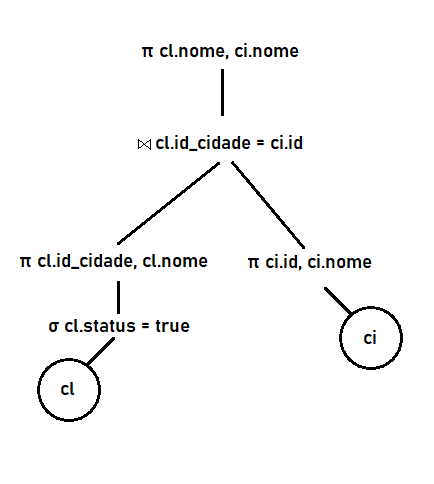 π cl.nome, ci.nome
⋈ cl.id_cidade = ci.id
π cl.id_cidade, cl.nome
π ci.id, ci.nome
σ cl.status = true
ci
cl